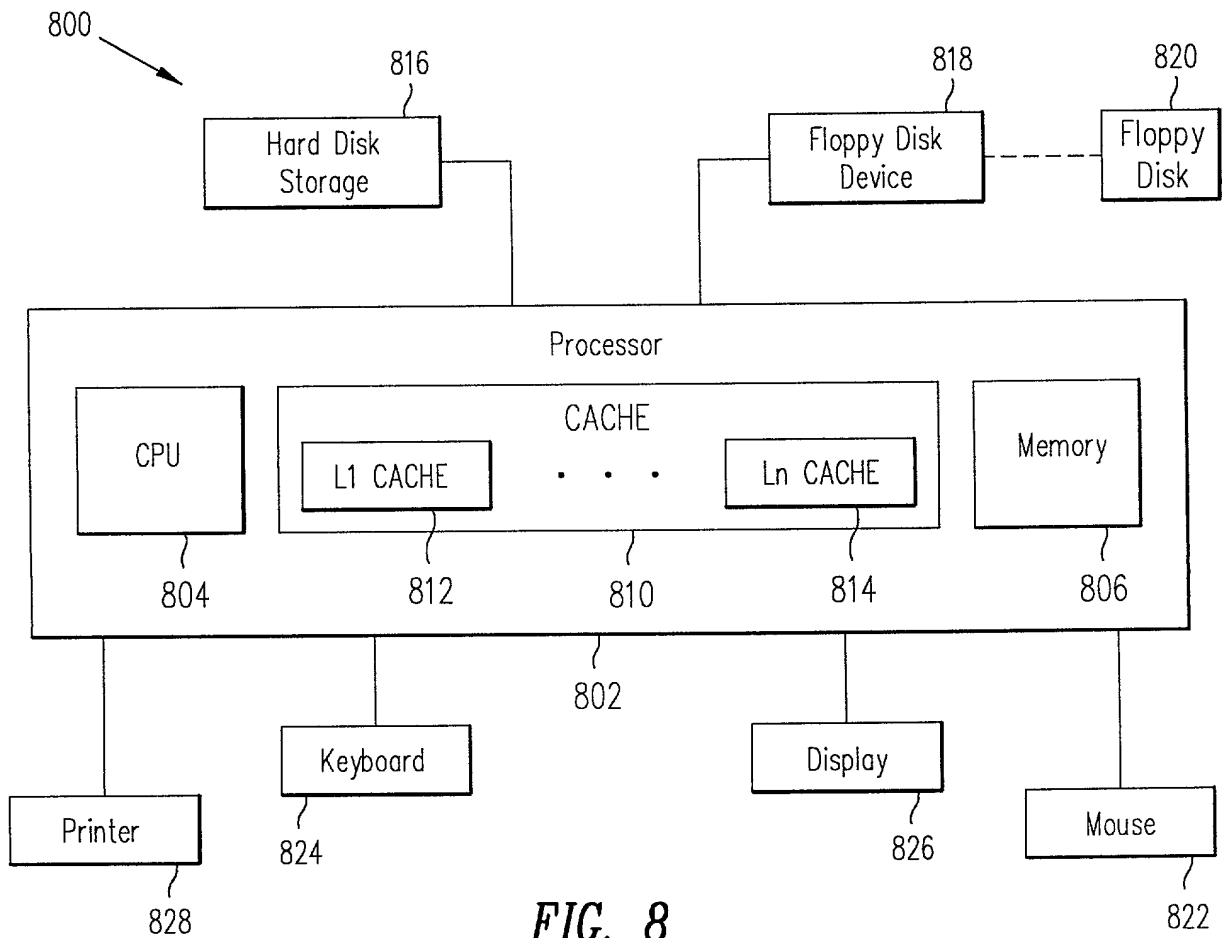 800
816
818
820
Hard Disk
Storage
Floppy Disk
Device
Floppy
Disk
Processor
CPU
CACHE
L1 CACHE
. . .
Ln CACHE
Memory
804
812
810
814
806
802
Printer
Keyboard
Display
Mouse
828
824
826
822
FIG. 8